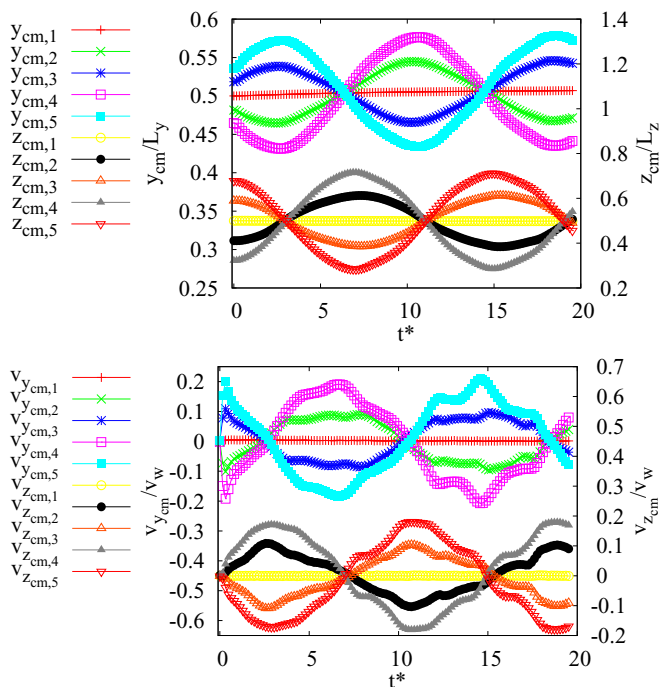 y_cm,1
y_cm,2
y_cm,3
y_cm,4
y_cm,5
z_cm,1
z_cm,2
z_cm,3
z_cm,4
z_cm,5
y_cm/L_y
0.6
0.55
0.5
0.45
0.4
0.35
0.3
0.25
0 5 10 15 20
t*
1.4
1.2
1
0.8
0.6
0.4
0.2
z_cm/L_z
v_y_cm,1
v_y_cm,2
v_y_cm,3
v_y_cm,4
v_y_cm,5
v_z_cm,1
v_z_cm,2
v_z_cm,3
v_z_cm,4
v_z_cm,5
v_y_cm/v_w
0.2
0.1
0
-0.1
-0.2
-0.3
-0.4
-0.5
-0.6
0 5 10 15 20
t*
0.7
0.6
0.5
0.4
0.3
0.2
0.1
0
-0.1
-0.2
v_z_cm/v_w